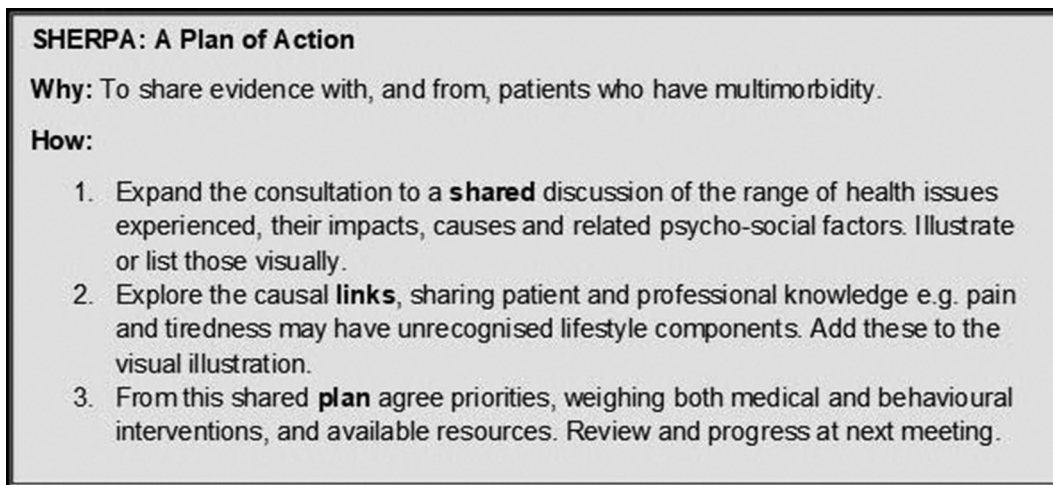 SHERPA: A Plan of Action
Why: To share evidence with, and from, patients who have multimorbidity.
How:
1. Expand the consultation to a shared discussion of the range of health issues
experienced, their impacts, causes and related psycho-social factors. Illustrate
or list those visually.
2. Explore the causal links, sharing patient and professional knowledge e.g. pain
and tiredness may have unrecognised lifestyle components. Add these to the
visual illustration.
3. From this shared plan agree priorities, weighing both medical and behavioural
interventions, and available resources. Review and progress at next meeting.